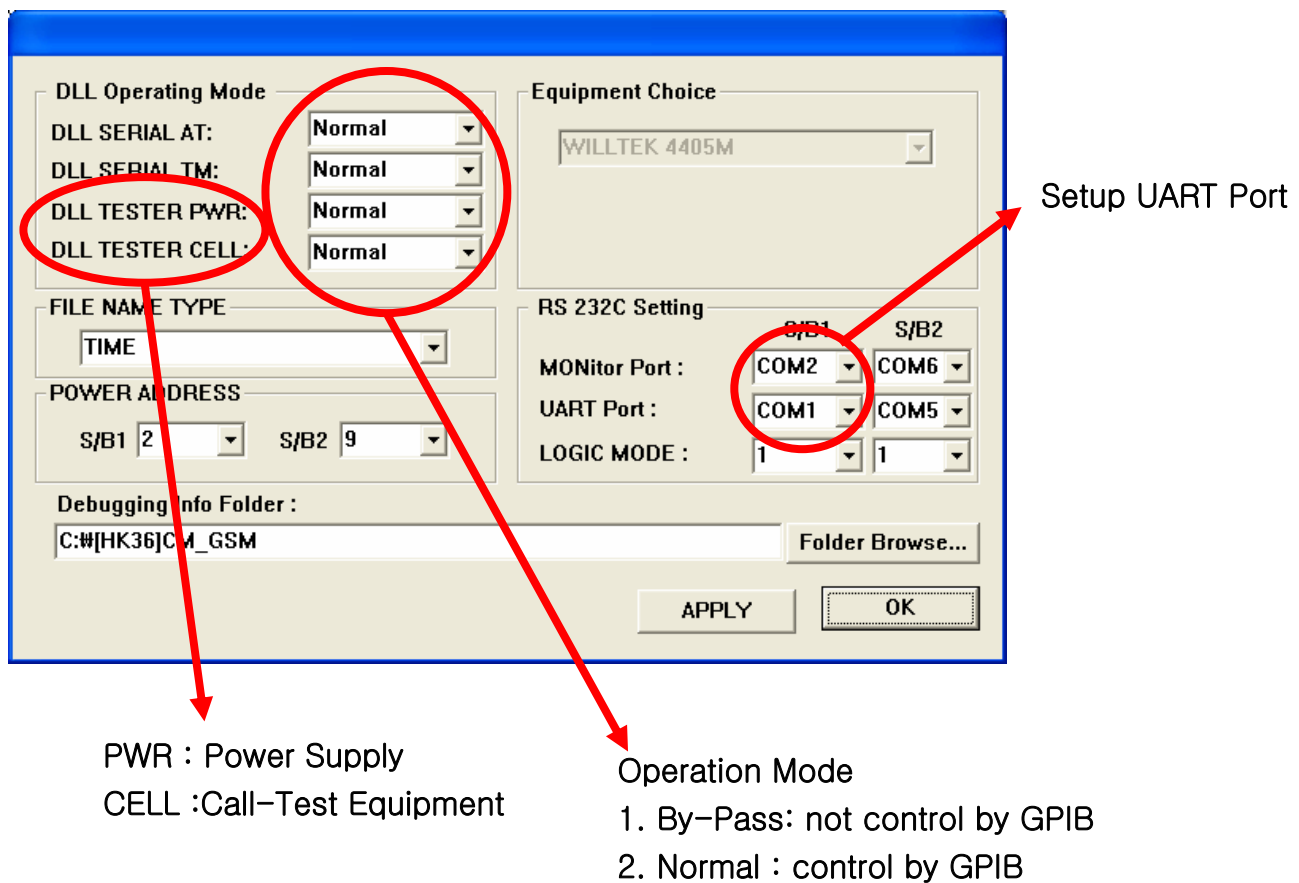 DLL Operating Mode
DLL SERIAL AT: Normal
DLL SERIAL TM: Normal
DLL TESTER PWR: Normal
DLL TESTER CELL: Normal
Equipment Choice
WILLTEK 4405M
Setup UART Port
FILE NAME TYPE
TIME
POWER ADDRESS
S/B1 2 S/B2 9
RS 232C Setting
S/B1 S/B2
MONitor Port : COM2 COM6
UART Port : COM1 COM5
LOGIC MODE : 1 1
Debugging Info Folder :
C:₩[HK36]CM_GSM Folder Browse...
APPLY OK
PWR : Power Supply
CELL :Call-Test Equipment
Operation Mode
1. By-Pass: not control by GPIB
2. Normal : control by GPIB